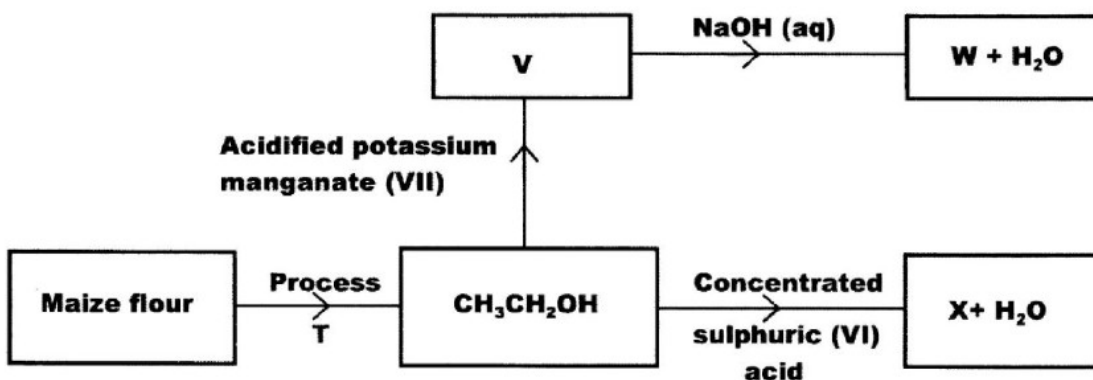 NaOH (aq)
V
W + H₂O
Acidified potassium
manganate (VII)
Maize flour
Process
T
CH₃CH₂OH
Concentrated
sulphuric (VI)
acid
X+ H₂O